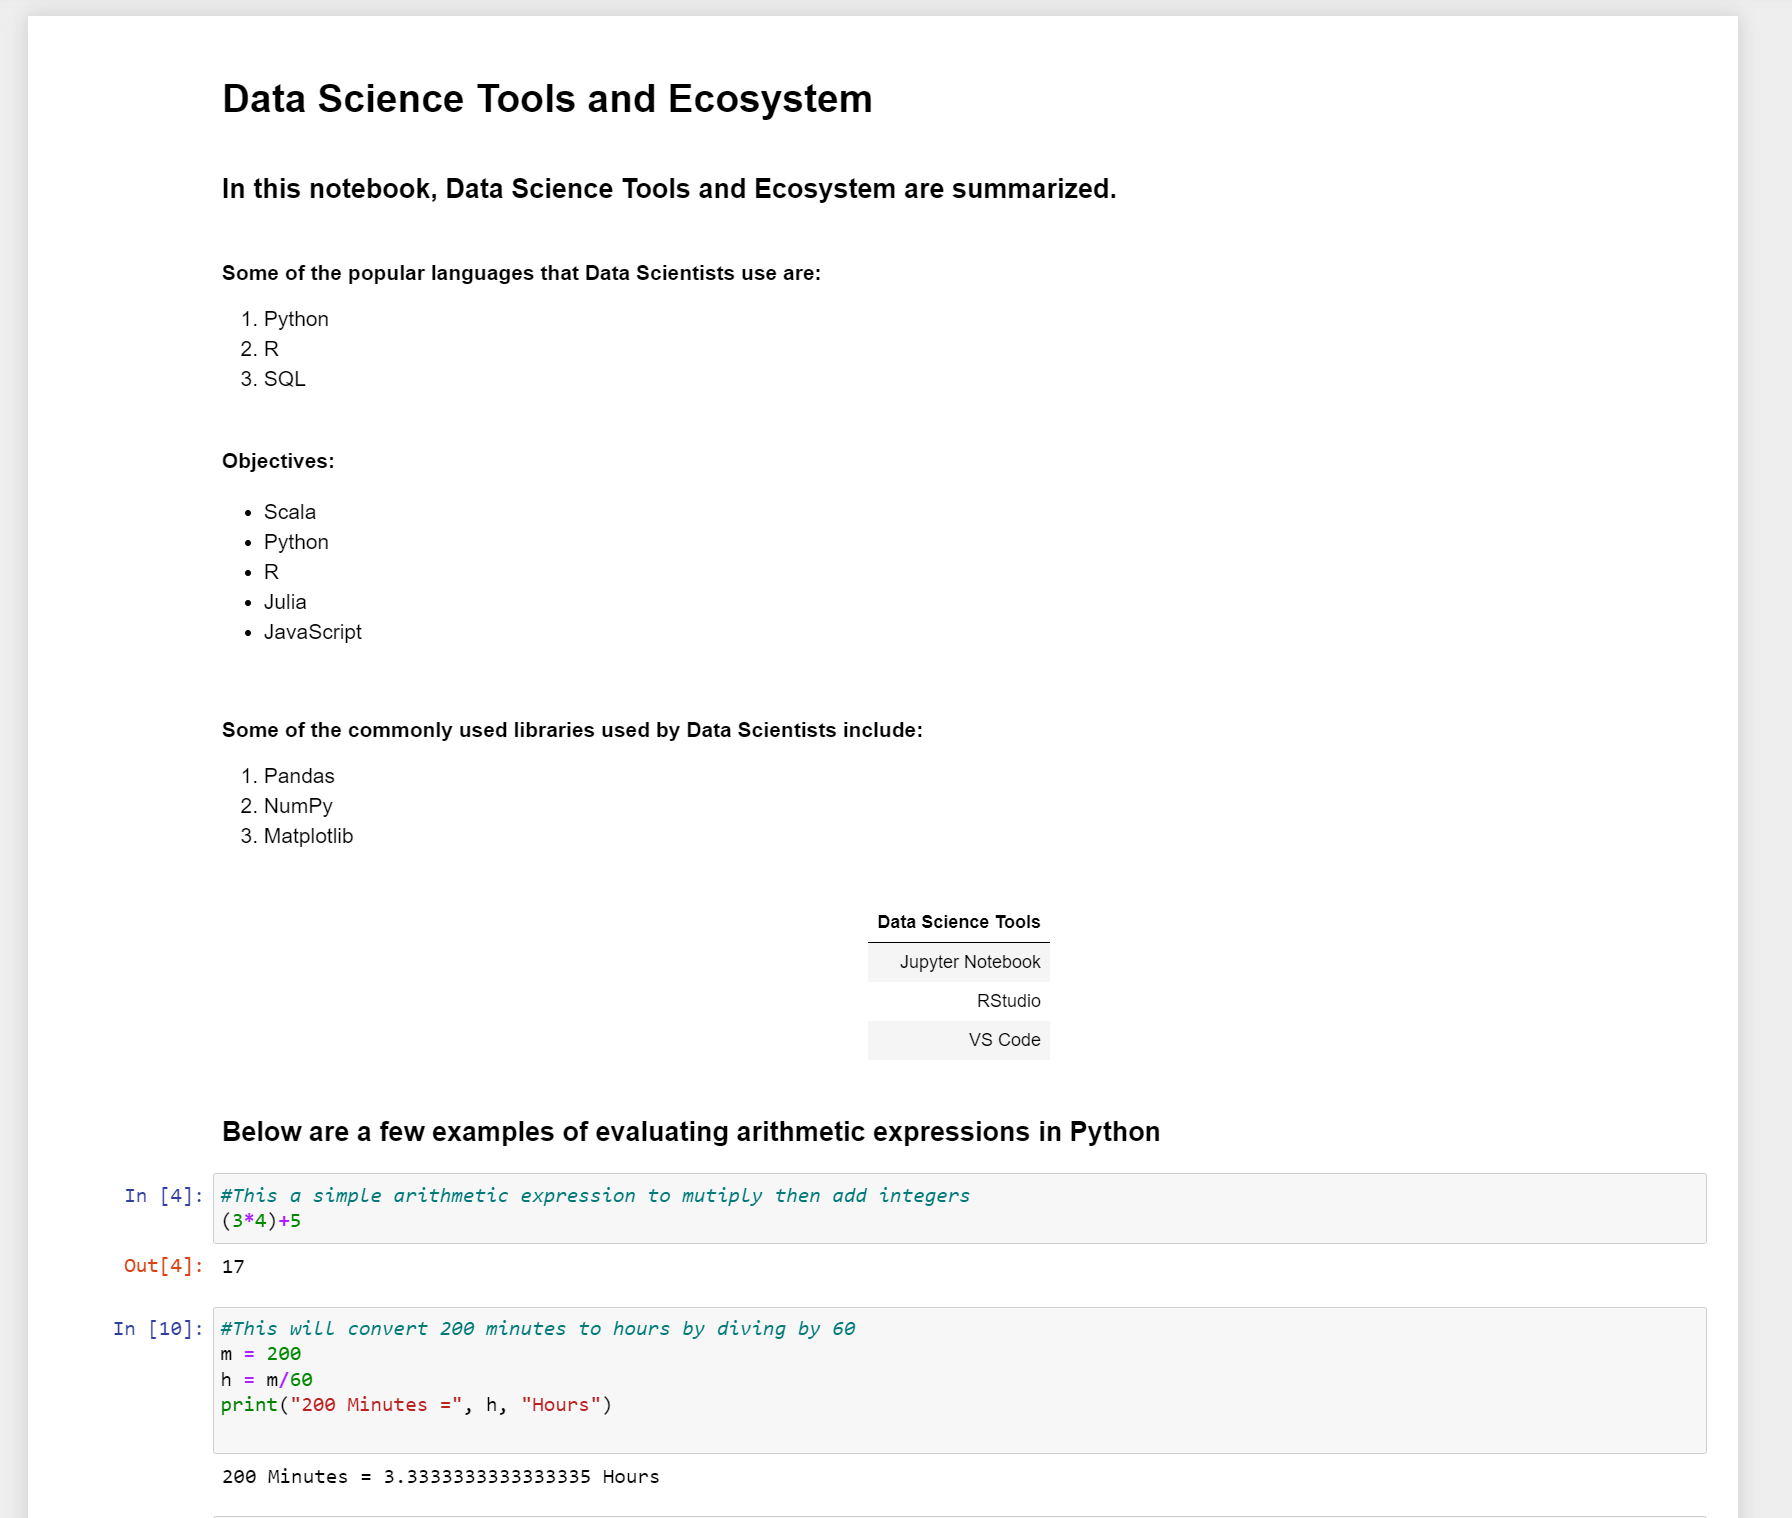 Data Science Tools and Ecosystem
In this notebook, Data Science Tools and Ecosystem are summarized.
Some of the popular languages that Data Scientists use are:
1. Python
2. R
3. SQL
Objectives:
• Scala
• Python
• R
• Julia
• JavaScript
Some of the commonly used libraries used by Data Scientists include:
1. Pandas
2. NumPy
3. Matplotlib
Data Science Tools
Jupyter Notebook
RStudio
VS Code
Below are a few examples of evaluating arithmetic expressions in Python
In [4]: #This a simple arithmetic expression to mutiply then add integers
(3*4)+5
Out[4]: 17
In [10]: #This will convert 200 minutes to hours by diving by 60
m = 200
h = m/60
print("200 Minutes =", h, "Hours")
200 Minutes = 3.3333333333333335 Hours